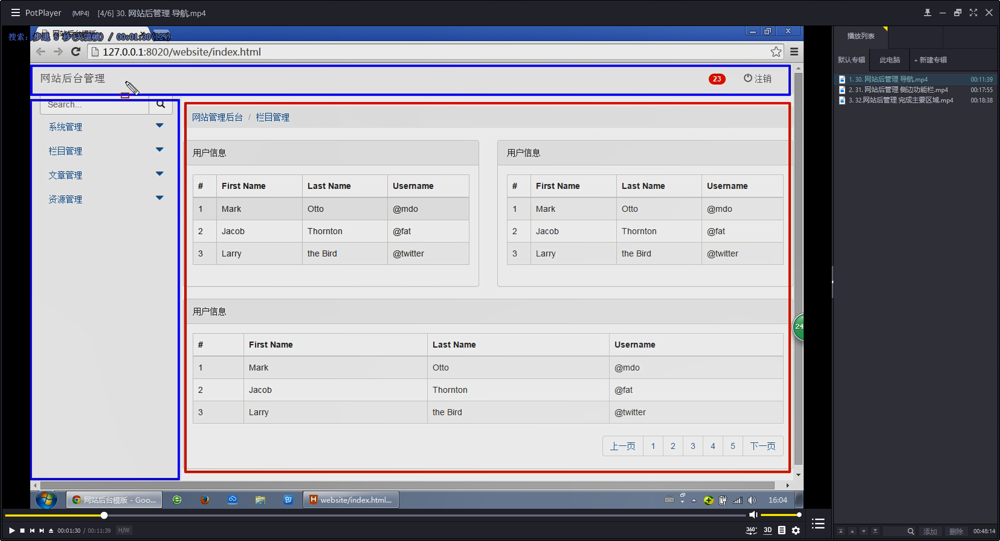 PotPlayer {MP4} [4/6] 30. 网站后管理 导航.mp4
搜索: 步退 5 秒(关键帧) / 00:01:30(12%)
127.0.0.1:8020/website/index.html
网站后台管理
23 注销
Search...
系统管理
栏目管理
文章管理
资源管理
网站管理后台 / 栏目管理
用户信息
# First Name Last Name Username
1 Mark Otto @mdo
2 Jacob Thornton @fat
3 Larry the Bird @twitter
用户信息
# First Name Last Name Username
1 Mark Otto @mdo
2 Jacob Thornton @fat
3 Larry the Bird @twitter
用户信息
# First Name Last Name Username
1 Mark Otto @mdo
2 Jacob Thornton @fat
3 Larry the Bird @twitter
上一页 1 2 3 4 5 下一页
24
网站后台模版 - Goo...
website/index.html...
16:04
00:01:30 / 00:11:39 H/W
360° 3D
播放列表
默认专辑 此电脑 + 新建专辑
1. 30. 网站后管理 导航.mp4 00:11:39
2. 31. 网站后管理 侧边功能栏.mp4 00:17:55
3. 32.网站后管理 完成主要区域.mp4 00:18:38
添加 删除 00:48:14